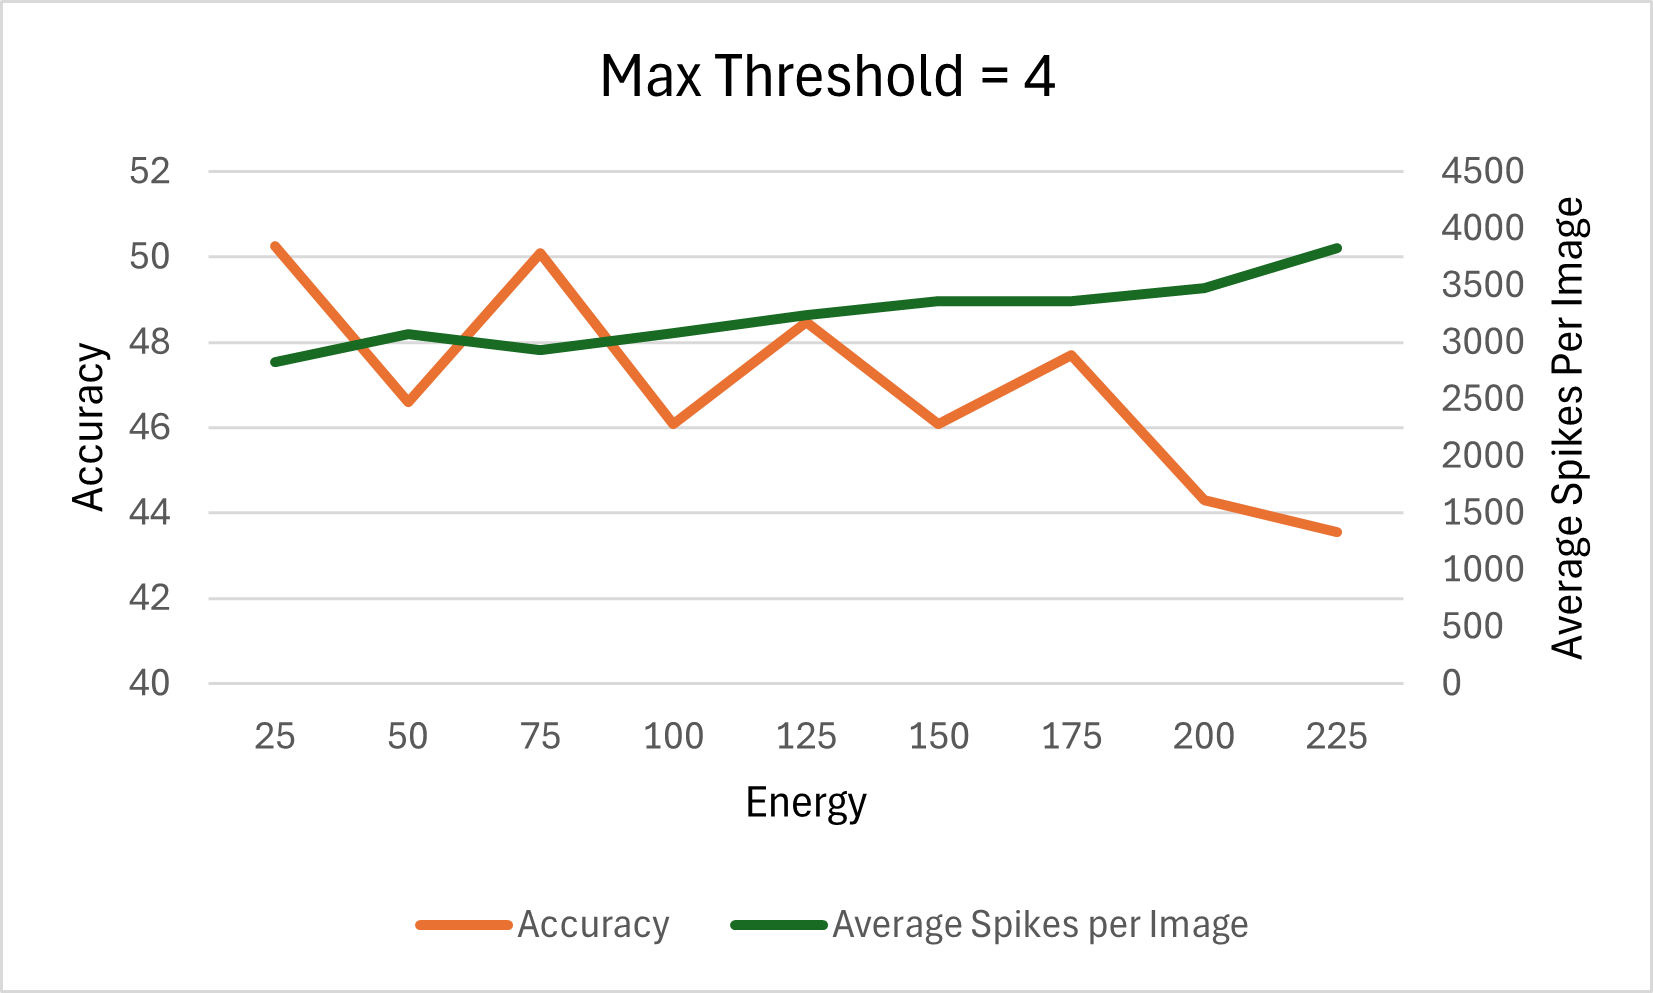 Max Threshold = 4
52
50
48
46
44
42
40
Accuracy
4500
4000
3500
3000
2500
2000
1500
1000
500
0
Average Spikes Per Image
25 50 75 100 125 150 175 200 225
Energy
Accuracy Average Spikes per Image